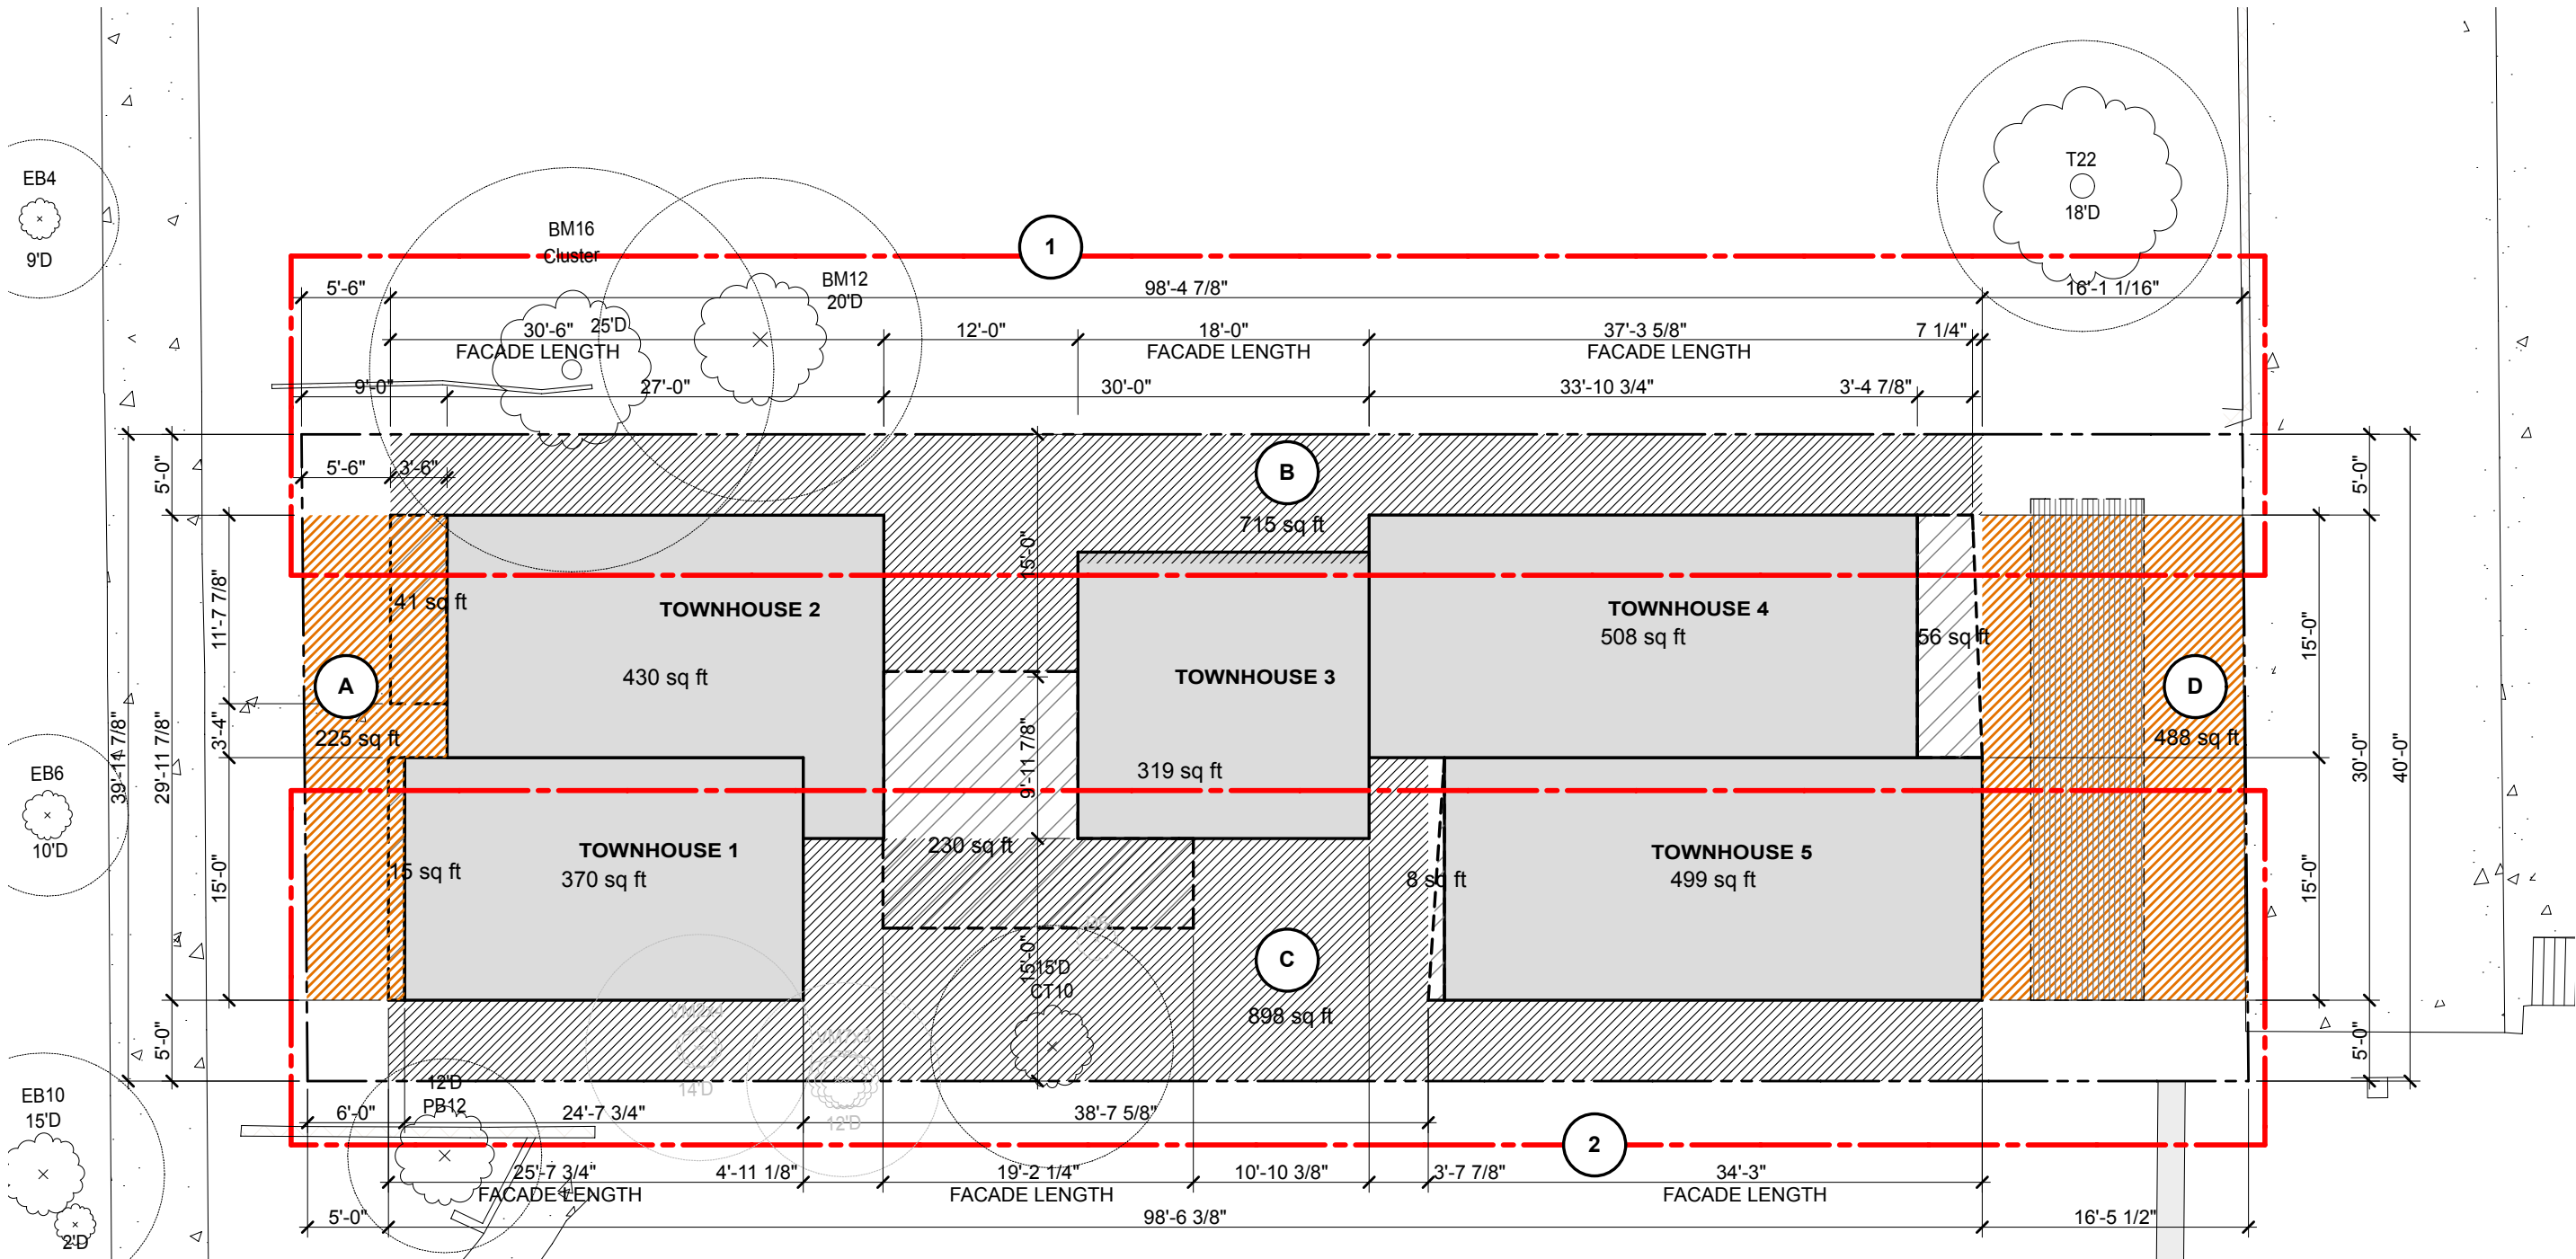 EB4
9'D
BM16
Cluster
BM12
20'D
25'D
T22
18'D
1
5'-6"
98'-4 7/8"
16'-1 1/16"
30'-6"
FACADE LENGTH
12'-0"
18'-0"
FACADE LENGTH
37'-3 5/8"
FACADE LENGTH
7 1/4"
9'-0"
27'-0"
30'-0"
33'-10 3/4"
3'-4 7/8"
5'-6"
3'-6"
B
715 sq ft
5'-0"
11'-7 7/8"
3'-4"
15'-0"
29'-11 7/8"
39'-11 7/8"
5'-0"
15'-0"
9'-11 7/8"
15'-0"
5'-0"
15'-0"
15'-0"
30'-0"
40'-0"
5'-0"
41 sq ft
TOWNHOUSE 2
430 sq ft
A
225 sq ft
TOWNHOUSE 3
319 sq ft
TOWNHOUSE 4
508 sq ft
56 sq ft
D
488 sq ft
EB6
10'D
15 sq ft
TOWNHOUSE 1
370 sq ft
230 sq ft
8 sq ft
TOWNHOUSE 5
499 sq ft
C
898 sq ft
15'D
CT10
14'D
12'D
EB10
15'D
2'D
12'D
PB12
6'-0"
24'-7 3/4"
38'-7 5/8"
2
25'-7 3/4"
FACADE LENGTH
4'-11 1/8"
19'-2 1/4"
FACADE LENGTH
10'-10 3/8"
3'-7 7/8"
34'-3"
FACADE LENGTH
5'-0"
98'-6 3/8"
16'-5 1/2"